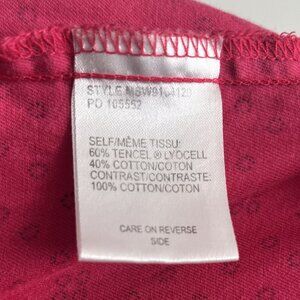 STYLE
PO 105552
SELF/MÊME TISSU:
60% TENCEL ® LYOCELL
40% COTTON/COTON
CONTRAST/CONTRASTE:
100% COTTON/COTON
CARE ON REVERSE
SIDE